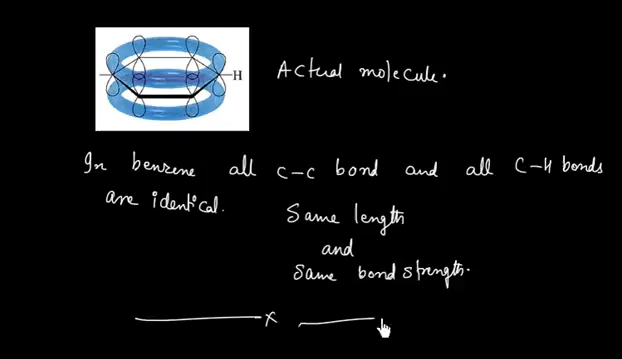 H
Actual molecule.
In benzene all C-C bond and all C-H bonds
are identical.
Same length
and
Same bond strength.
x